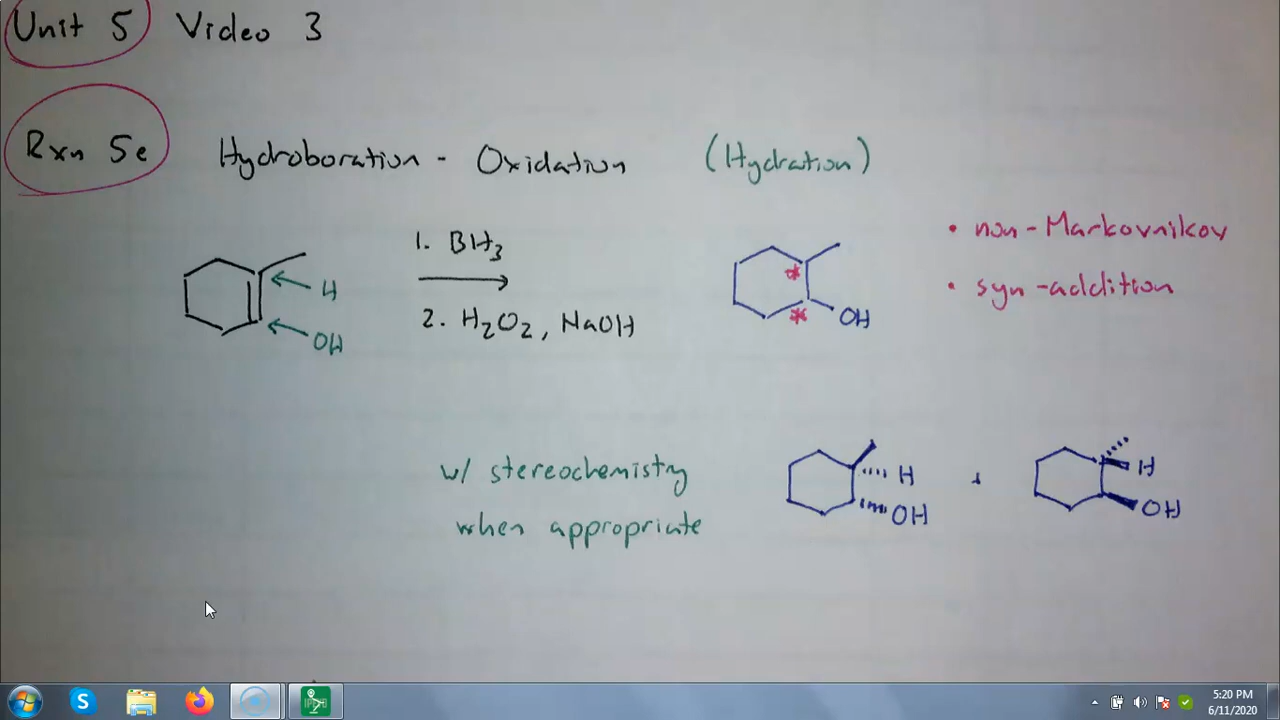 Unit 5 Video 3
Rxn 5e Hydroboration - Oxidation (Hydration)
H
OH
1. BH3
2. H2O2, NaOH
* *
OH
• non-Markovnikov
• syn-addition
w/ stereochemistry
when appropriate
H
OH
+
H
OH
5:20 PM
6/11/2020